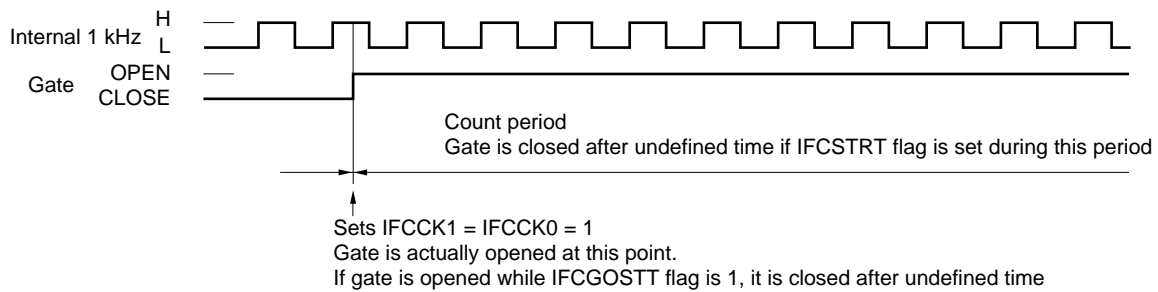 H
Internal 1 kHz
L
OPEN
Gate
CLOSE
Count period
Gate is closed after undefined time if IFCSTRT flag is set during this period
Sets IFCCK1 = IFCCK0 = 1
Gate is actually opened at this point.
If gate is opened while IFCGOSTT flag is 1, it is closed after undefined time